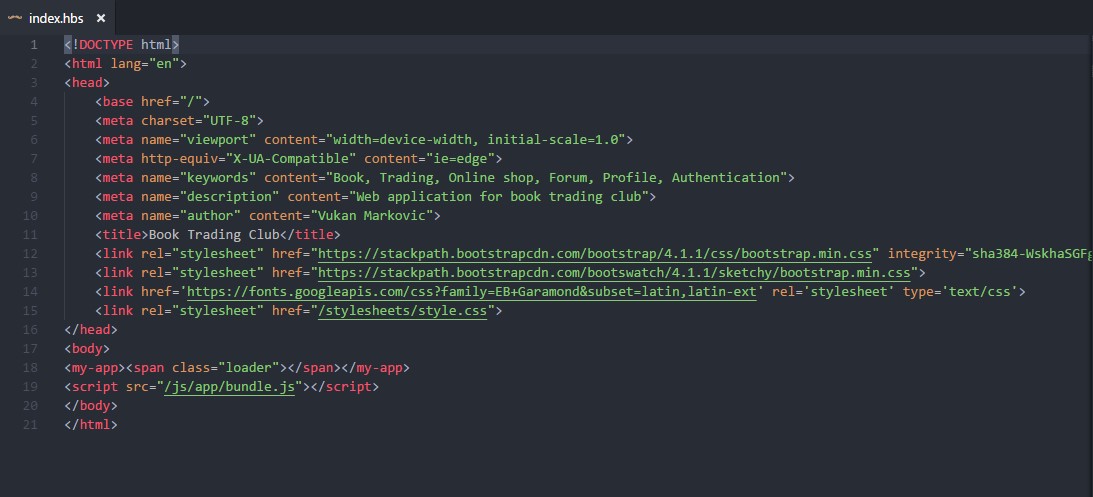 index.hbs ×
1 <!DOCTYPE html>
2 <html lang="en">
3 <head>
4 <base href="/">
5 <meta charset="UTF-8">
6 <meta name="viewport" content="width=device-width, initial-scale=1.0">
7 <meta http-equiv="X-UA-Compatible" content="ie=edge">
8 <meta name="keywords" content="Book, Trading, Online shop, Forum, Profile, Authentication">
9 <meta name="description" content="Web application for book trading club">
10 <meta name="author" content="Vukan Markovic">
11 <title>Book Trading Club</title>
12 <link rel="stylesheet" href="https://stackpath.bootstrapcdn.com/bootstrap/4.1.1/css/bootstrap.min.css" integrity="sha384-WskhaSGFg
13 <link rel="stylesheet" href="https://stackpath.bootstrapcdn.com/bootswatch/4.1.1/sketchy/bootstrap.min.css">
14 <link href='https://fonts.googleapis.com/css?family=EB+Garamond&subset=latin,latin-ext' rel='stylesheet' type='text/css'>
15 <link rel="stylesheet" href="/stylesheets/style.css">
16 </head>
17 <body>
18 <my-app><span class="loader"></span></my-app>
19 <script src="/js/app/bundle.js"></script>
20 </body>
21 </html>